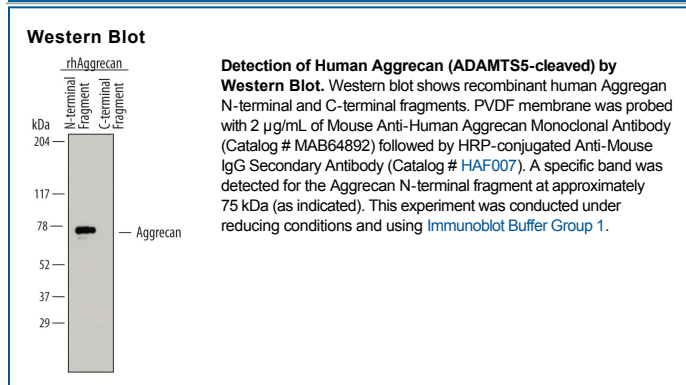 Western Blot
rhAggrecan
N-terminal
Fragment
C-terminal
Fragment
kDa
204
117
78
52
37
29
Aggrecan
Detection of Human Aggrecan (ADAMTS5-cleaved) by
Western Blot. Western blot shows recombinant human Aggregan
N-terminal and C-terminal fragments. PVDF membrane was probed
with 2 µg/mL of Mouse Anti-Human Aggrecan Monoclonal Antibody
(Catalog # MAB64892) followed by HRP-conjugated Anti-Mouse
IgG Secondary Antibody (Catalog # HAF007). A specific band was
detected for the Aggrecan N-terminal fragment at approximately
75 kDa (as indicated). This experiment was conducted under
reducing conditions and using Immunoblot Buffer Group 1.